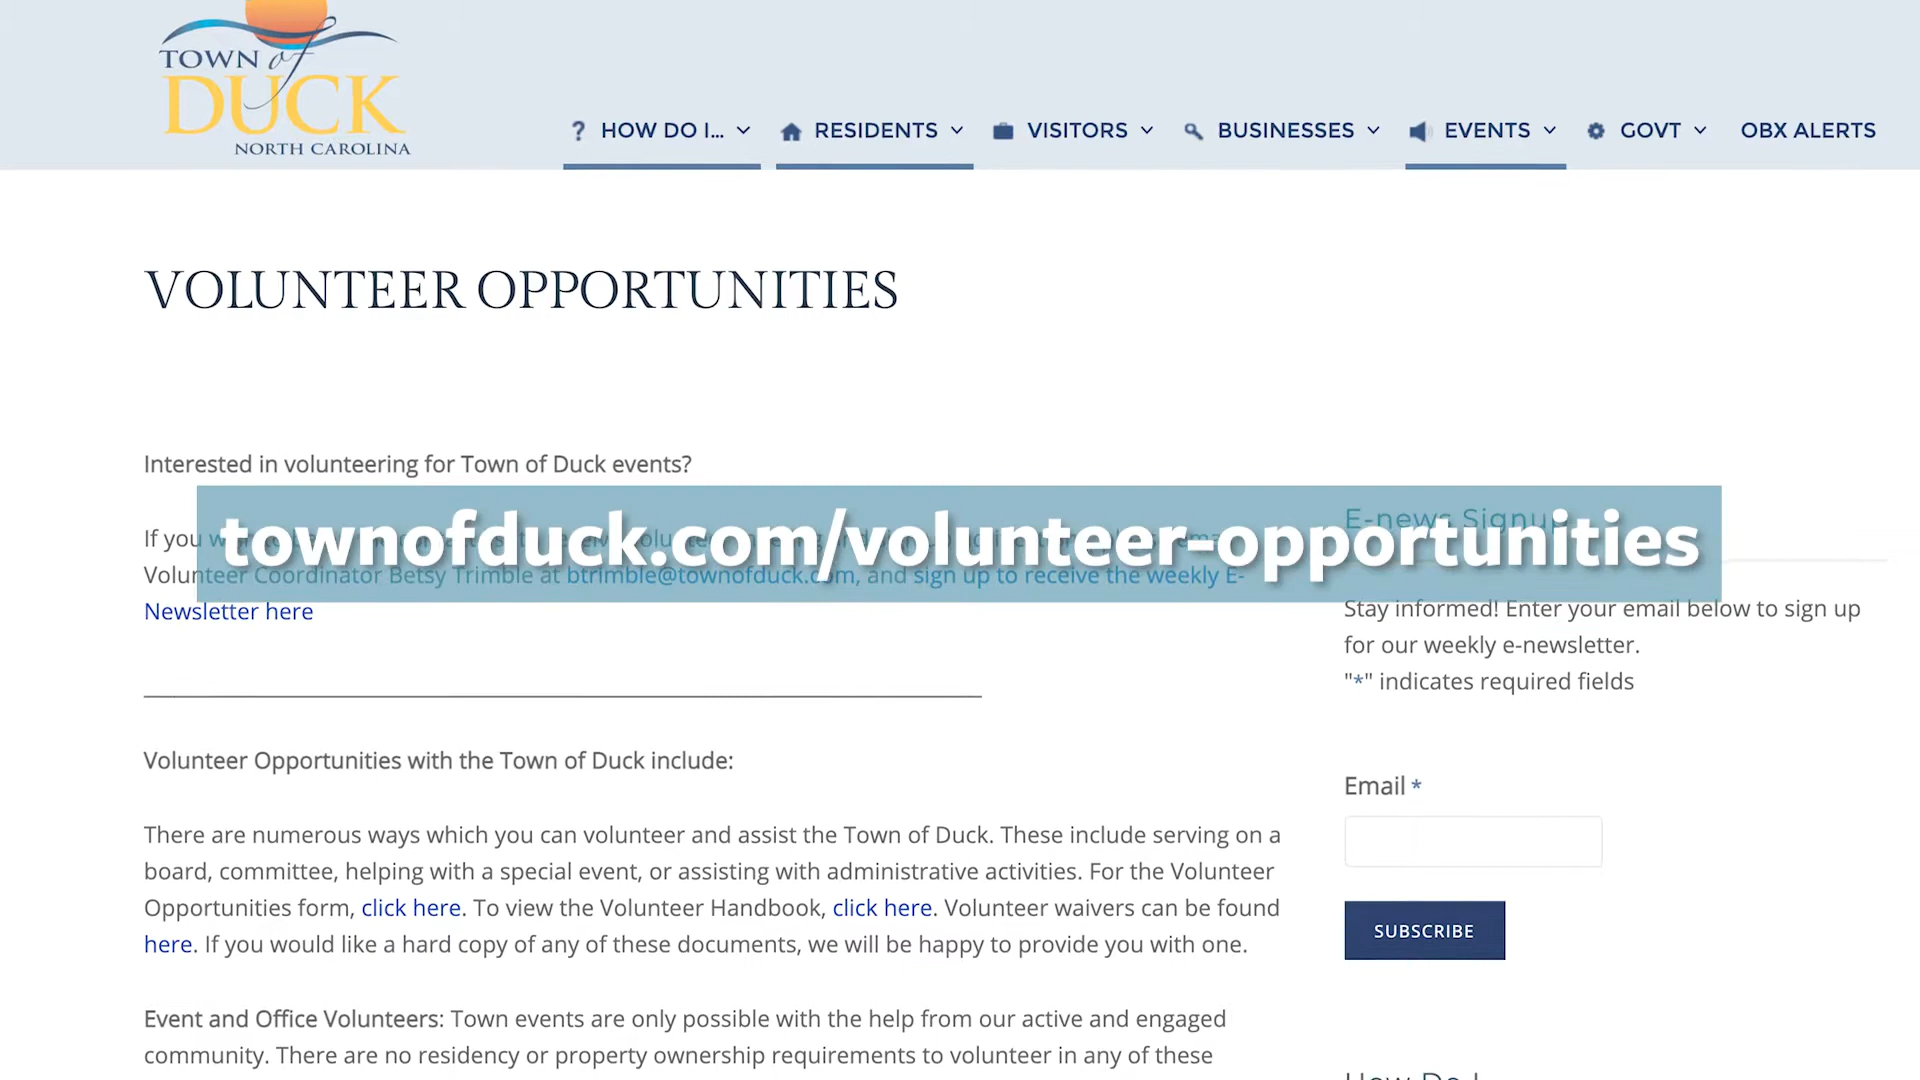 TOWN of
DUCK
NORTH CAROLINA
? HOW DO I...
RESIDENTS
VISITORS
BUSINESSES
EVENTS
GOVT
OBX ALERTS
VOLUNTEER OPPORTUNITIES
Interested in volunteering for Town of Duck events?
If you
townofduck.com/volunteer-opportunities
Volunteer Coordinator Betsy Trimble at btrimble@townofduck.com, and sign up to receive the weekly E-
Newsletter here
E-news Signup
Stay informed! Enter your email below to sign up
for our weekly e-newsletter.
"*" indicates required fields
Email *
SUBSCRIBE
Volunteer Opportunities with the Town of Duck include:
There are numerous ways which you can volunteer and assist the Town of Duck. These include serving on a
board, committee, helping with a special event, or assisting with administrative activities. For the Volunteer
Opportunities form, click here. To view the Volunteer Handbook, click here. Volunteer waivers can be found
here. If you would like a hard copy of any of these documents, we will be happy to provide you with one.
Event and Office Volunteers: Town events are only possible with the help from our active and engaged
community. There are no residency or property ownership requirements to volunteer in any of these
How Do I